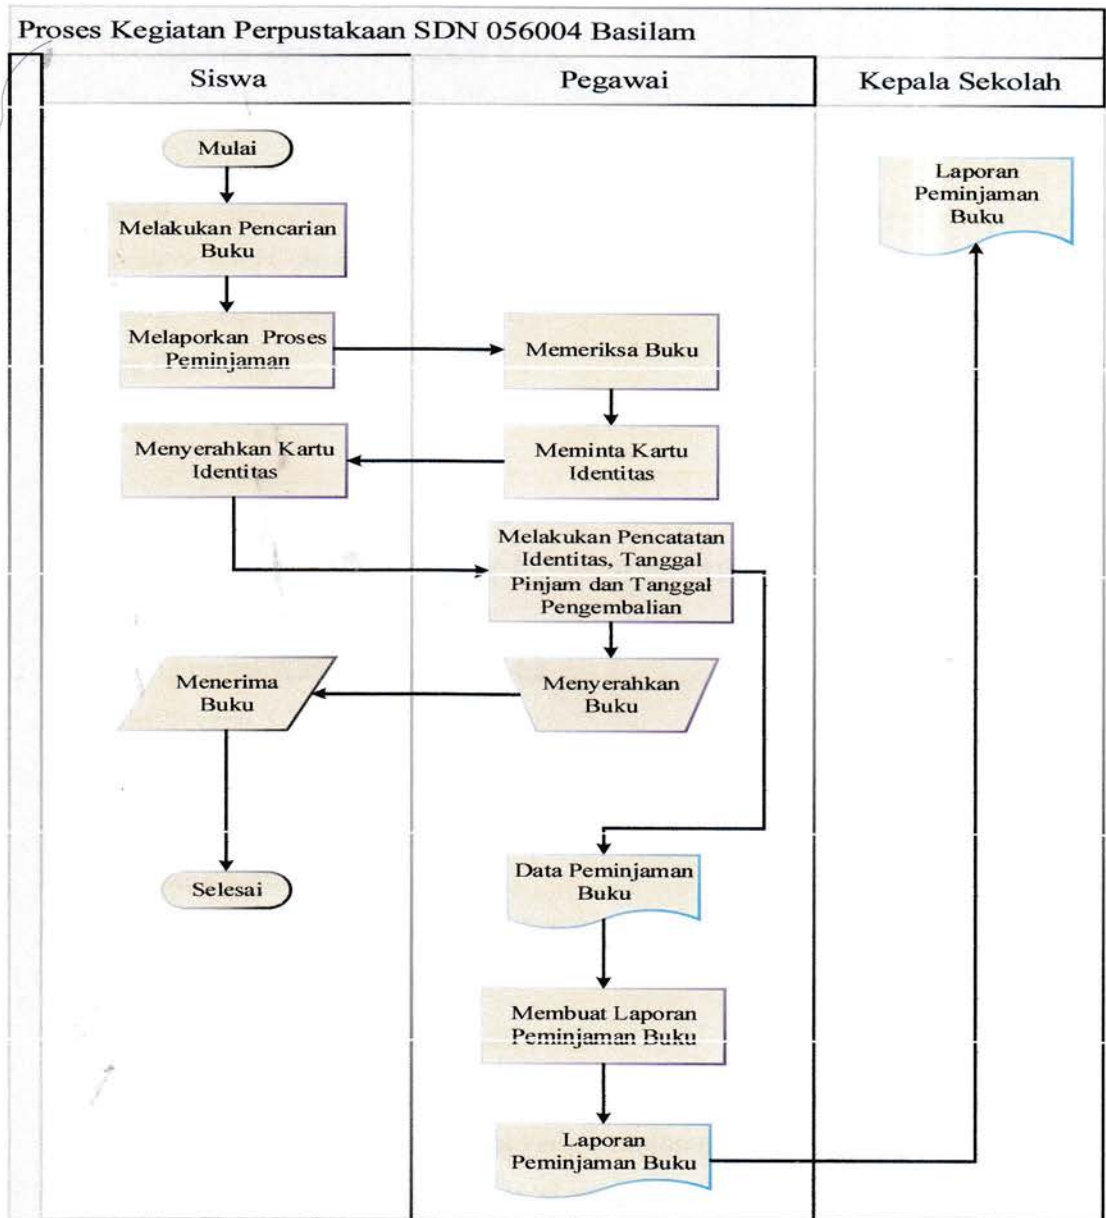 Proses Kegiatan Perpustakaan SDN 056004 Basilam
Siswa
Pegawai
Kepala Sekolah
Mulai
Laporan
Peminjaman
Buku
Melakukan Pencarian
Buku
Melaporkan Proses
Peminjaman
Memeriksa Buku
Menyerahkan Kartu
Identitas
Meminta Kartu
Identitas
Melakukan Pencatatan
Identitas, Tanggal
Pinjam dan Tanggal
Pengembalian
Menerima
Buku
Menyerahkan
Buku
Selesai
Data Peminjaman
Buku
Membuat Laporan
Peminjaman Buku
Laporan
Peminjaman Buku